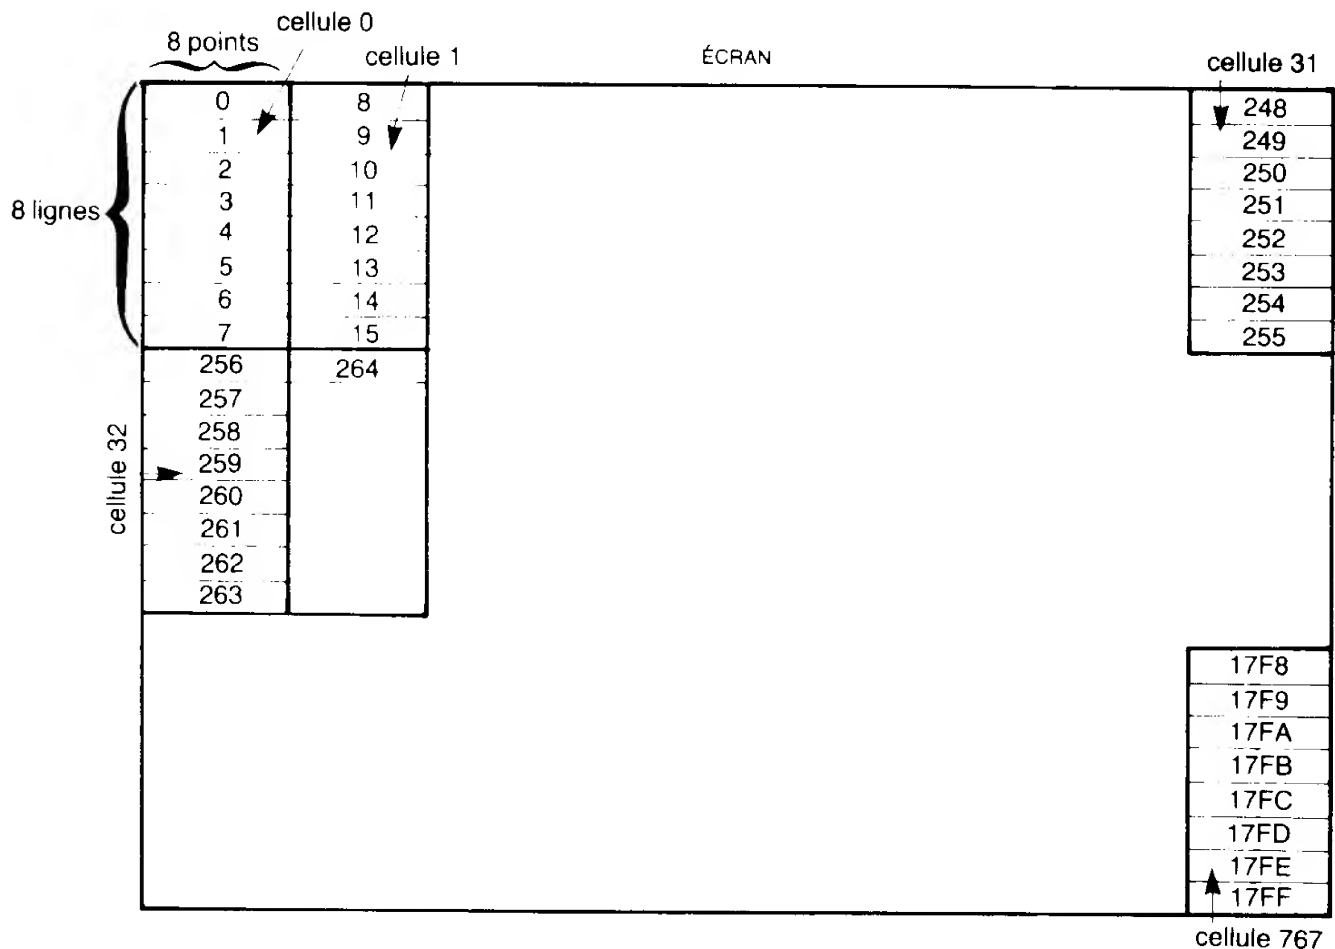 cellule 0
8 points
cellule 1
ÉCRAN
cellule 31
8 lignes
0 8 248
1 9 249
2 10 250
3 11 251
4 12 252
5 13 253
6 14 254
7 15 255
256 264
257
258
cellule 32
259
260
261
262
263
17F8
17F9
17FA
17FB
17FC
17FD
17FE
17FF
cellule 767